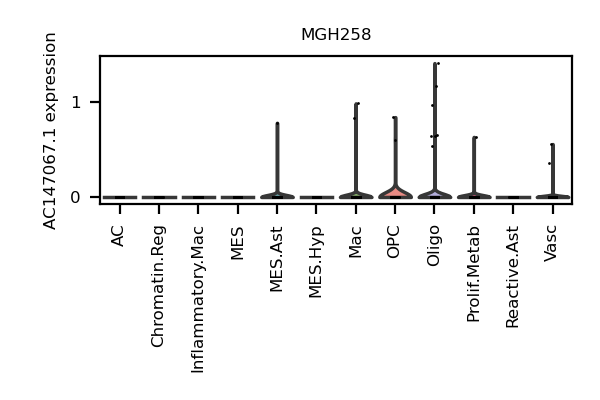 MGH258
AC147067.1 expression
1
0
AC
Chromatin.Reg
Inflammatory.Mac
MES
MES.Ast
MES.Hyp
Mac
OPC
Oligo
Prolif.Metab
Reactive.Ast
Vasc